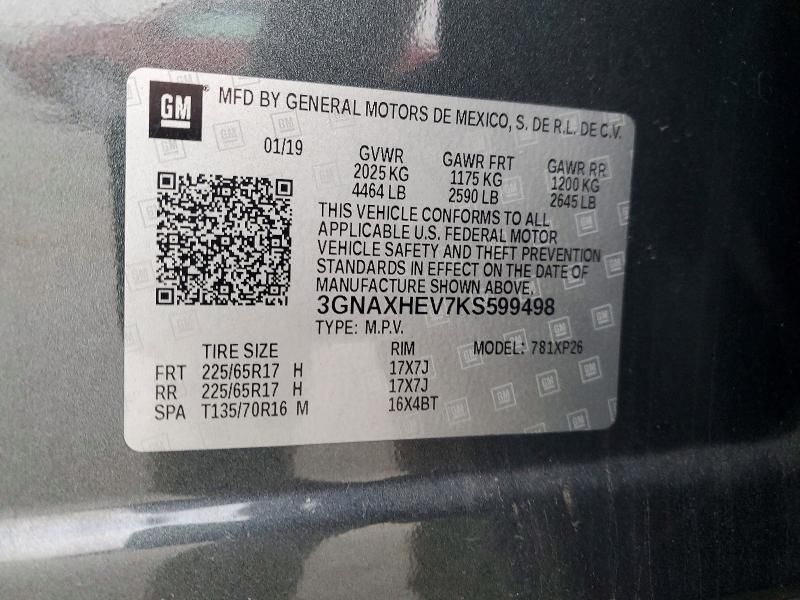 GM ® MFD BY GENERAL MOTORS DE MEXICO, S. DE R.L. DE C.V.
01/19 GVWR GAWR FRT GAWR RR
2025 KG 1175 KG 1200 KG
4464 LB 2590 LB 2645 LB
THIS VEHICLE CONFORMS TO ALL
APPLICABLE U.S. FEDERAL MOTOR
VEHICLE SAFETY AND THEFT PREVENTION
STANDARDS IN EFFECT ON THE DATE OF
MANUFACTURE SHOWN ABOVE.
3GNAXHEV7KS599498
TYPE: M.P.V. MODEL: 781XP26
TIRE SIZE RIM
FRT 225/65R17 H 17X7J
RR 225/65R17 H 17X7J
SPA T135/70R16 M 16X4BT